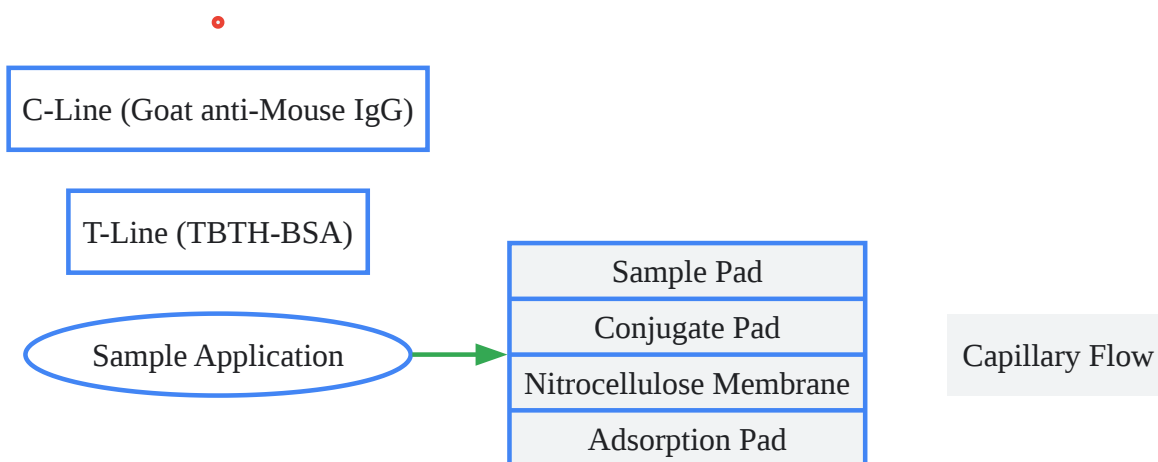 C-Line (Goat anti-Mouse IgG)
T-Line (TBTH-BSA)
Sample Application
Sample Pad
Conjugate Pad
Nitrocellulose Membrane
Adsorption Pad
Capillary Flow